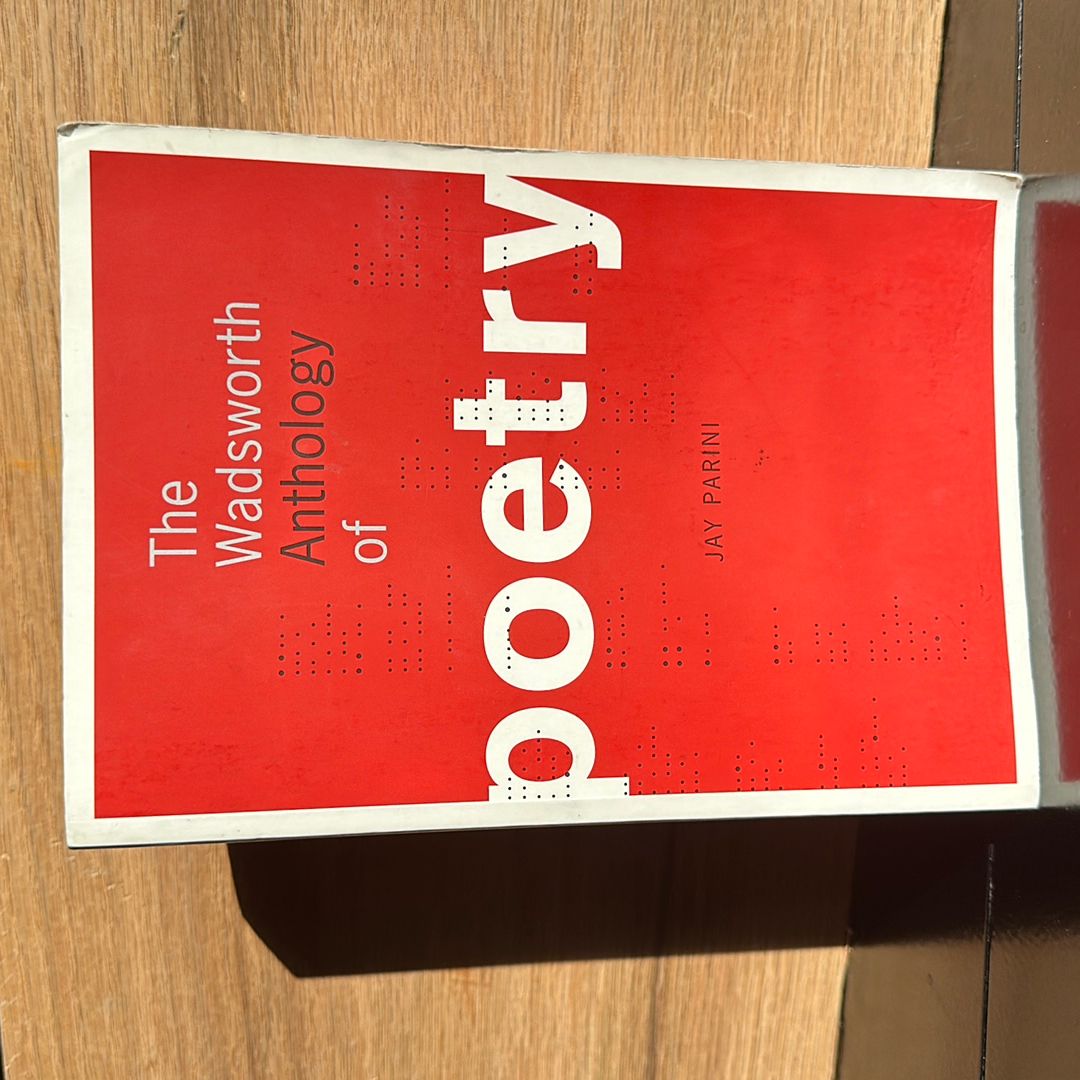 The
Wadsworth
Anthology
of
poetry
JAY PARINI